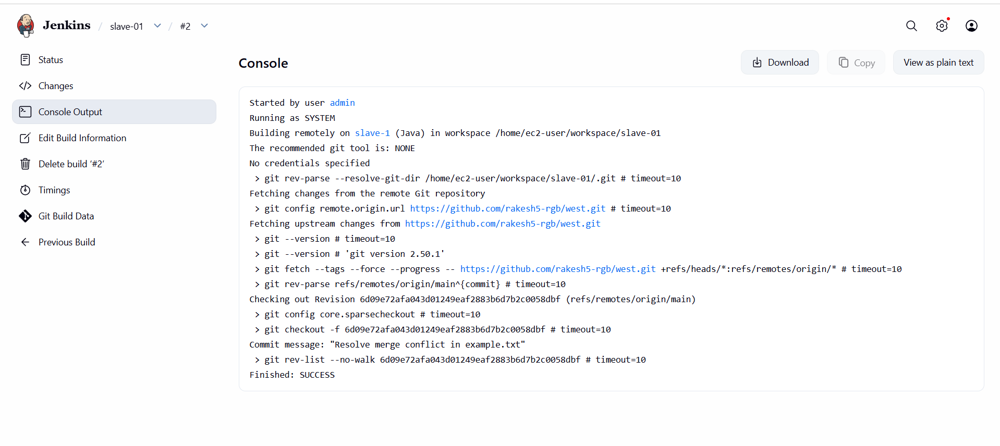 Jenkins / slave-01 / #2
Status
Changes
Console Output
Edit Build Information
Delete build ‘#2’
Timings
Git Build Data
Previous Build
Console
Download
Copy
View as plain text
Started by user admin
Running as SYSTEM
Building remotely on slave-1 (Java) in workspace /home/ec2-user/workspace/slave-01
The recommended git tool is: NONE
No credentials specified
 > git rev-parse --resolve-git-dir /home/ec2-user/workspace/slave-01/.git # timeout=10
Fetching changes from the remote Git repository
 > git config remote.origin.url https://github.com/rakesh5-rgb/west.git # timeout=10
Fetching upstream changes from https://github.com/rakesh5-rgb/west.git
 > git --version # timeout=10
 > git --version # 'git version 2.50.1'
 > git fetch --tags --force --progress -- https://github.com/rakesh5-rgb/west.git +refs/heads/*:refs/remotes/origin/* # timeout=10
 > git rev-parse refs/remotes/origin/main^{commit} # timeout=10
Checking out Revision 6d09e72afa043d01249eaf2883b6d7b2c0058dbf (refs/remotes/origin/main)
 > git config core.sparsecheckout # timeout=10
 > git checkout -f 6d09e72afa043d01249eaf2883b6d7b2c0058dbf # timeout=10
Commit message: "Resolve merge conflict in example.txt"
 > git rev-list --no-walk 6d09e72afa043d01249eaf2883b6d7b2c0058dbf # timeout=10
Finished: SUCCESS